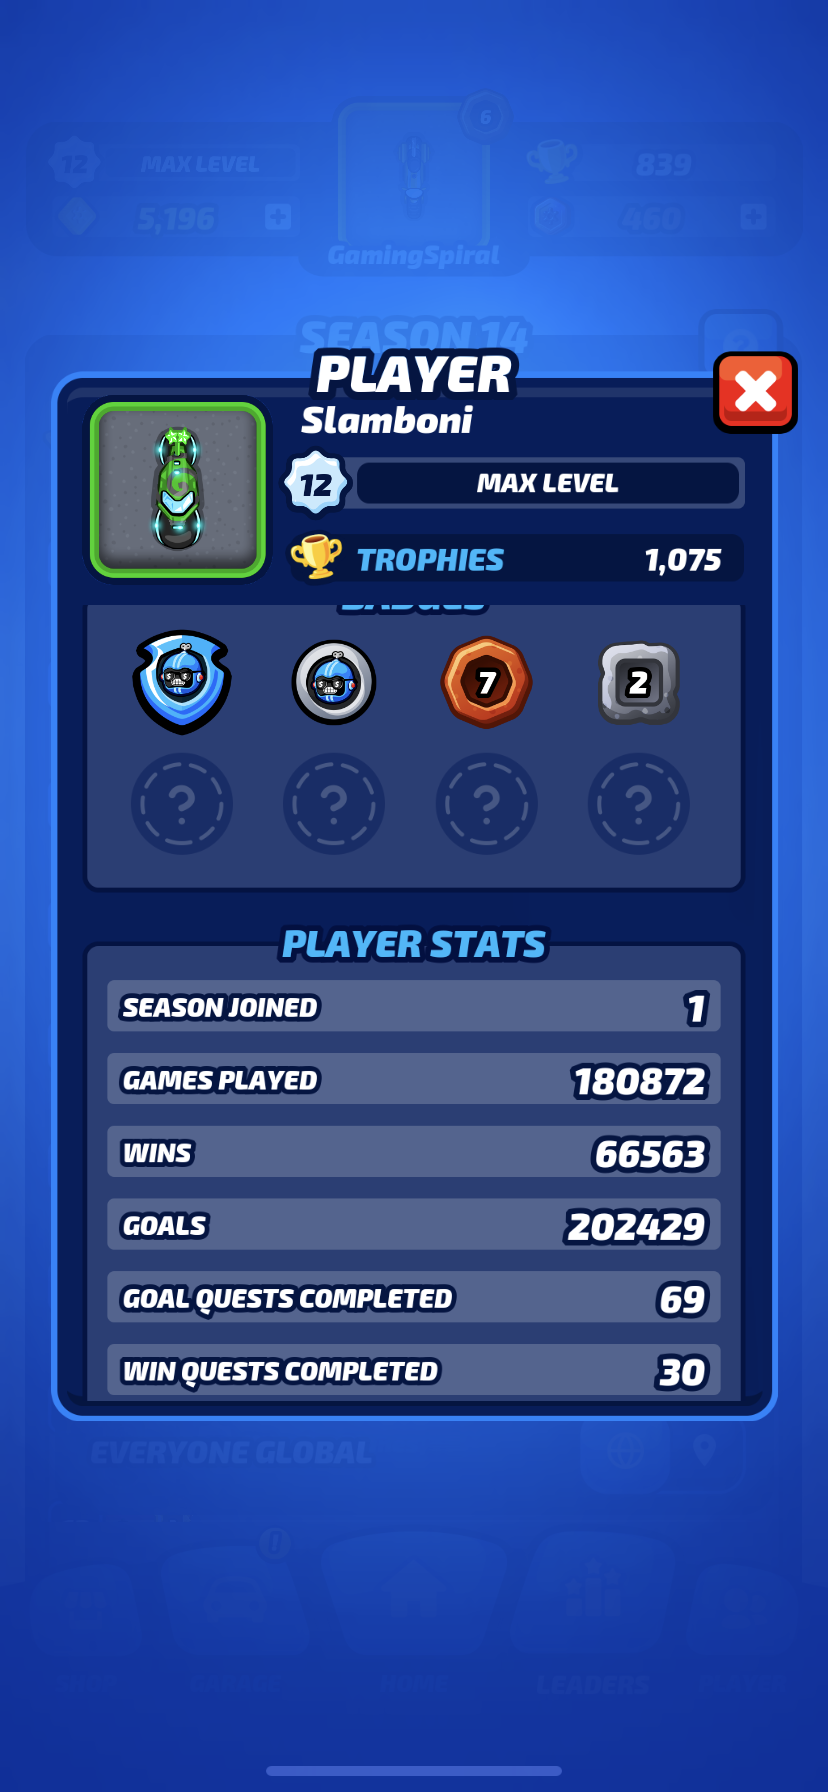 12 MAX LEVEL
6
839
5,196
460
GamingSpiral
SEASON 14
PLAYER
Slamboni
12 MAX LEVEL
TROPHIES 1,075
BADGES
7
2
? ? ? ?
PLAYER STATS
SEASON JOINED 1
GAMES PLAYED 180872
WINS 66563
GOALS 202429
GOAL QUESTS COMPLETED 69
WIN QUESTS COMPLETED 30
EVERYONE GLOBAL
LEADERS